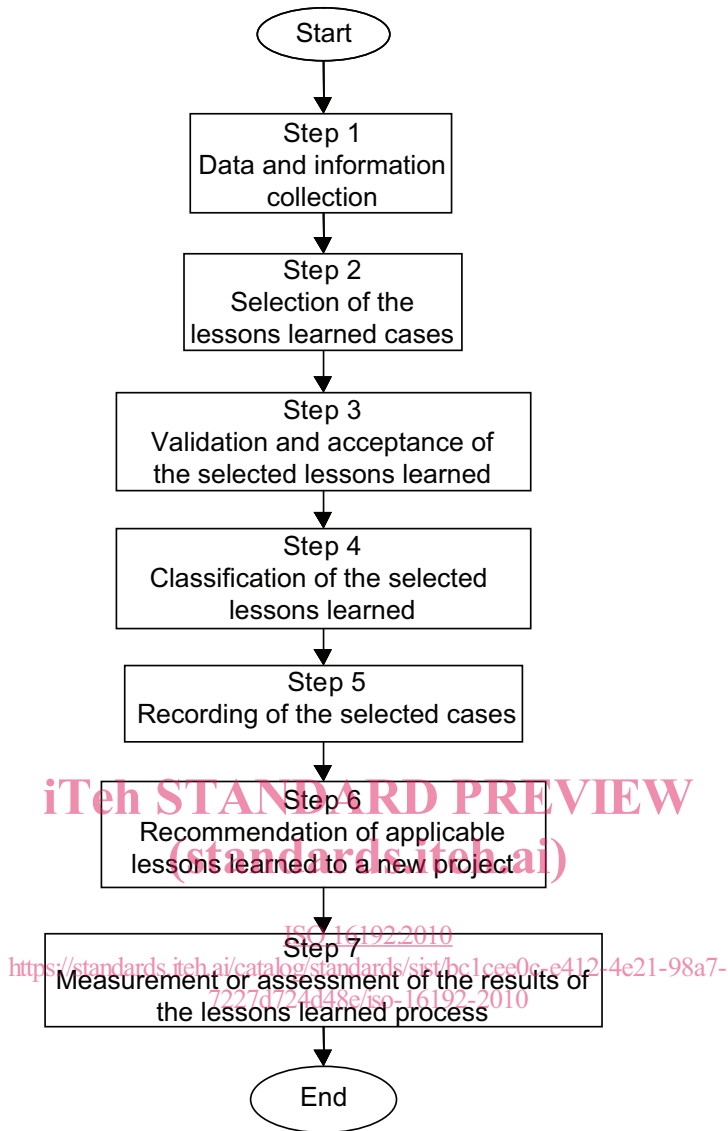 Start
Step 1
Data and information
collection
Step 2
Selection of the
lessons learned cases
Step 3
Validation and acceptance of
the selected lessons learned
Step 4
Classification of the selected
lessons learned
Step 5
Recording of the selected cases
iTeh STANDARD PREVIEW
Step 6
Recommendation of applicable
(standards.iteh.ai)
lessons learned to a new project
ISO 16192:2010
Step 7
https://standards.iteh.ai/catalog/standards/sist/bc1cee0c-e412-4e21-98a7-
Measurement or assessment of the results of
7227d724d48e/iso-16192-2010
the lessons learned process
End